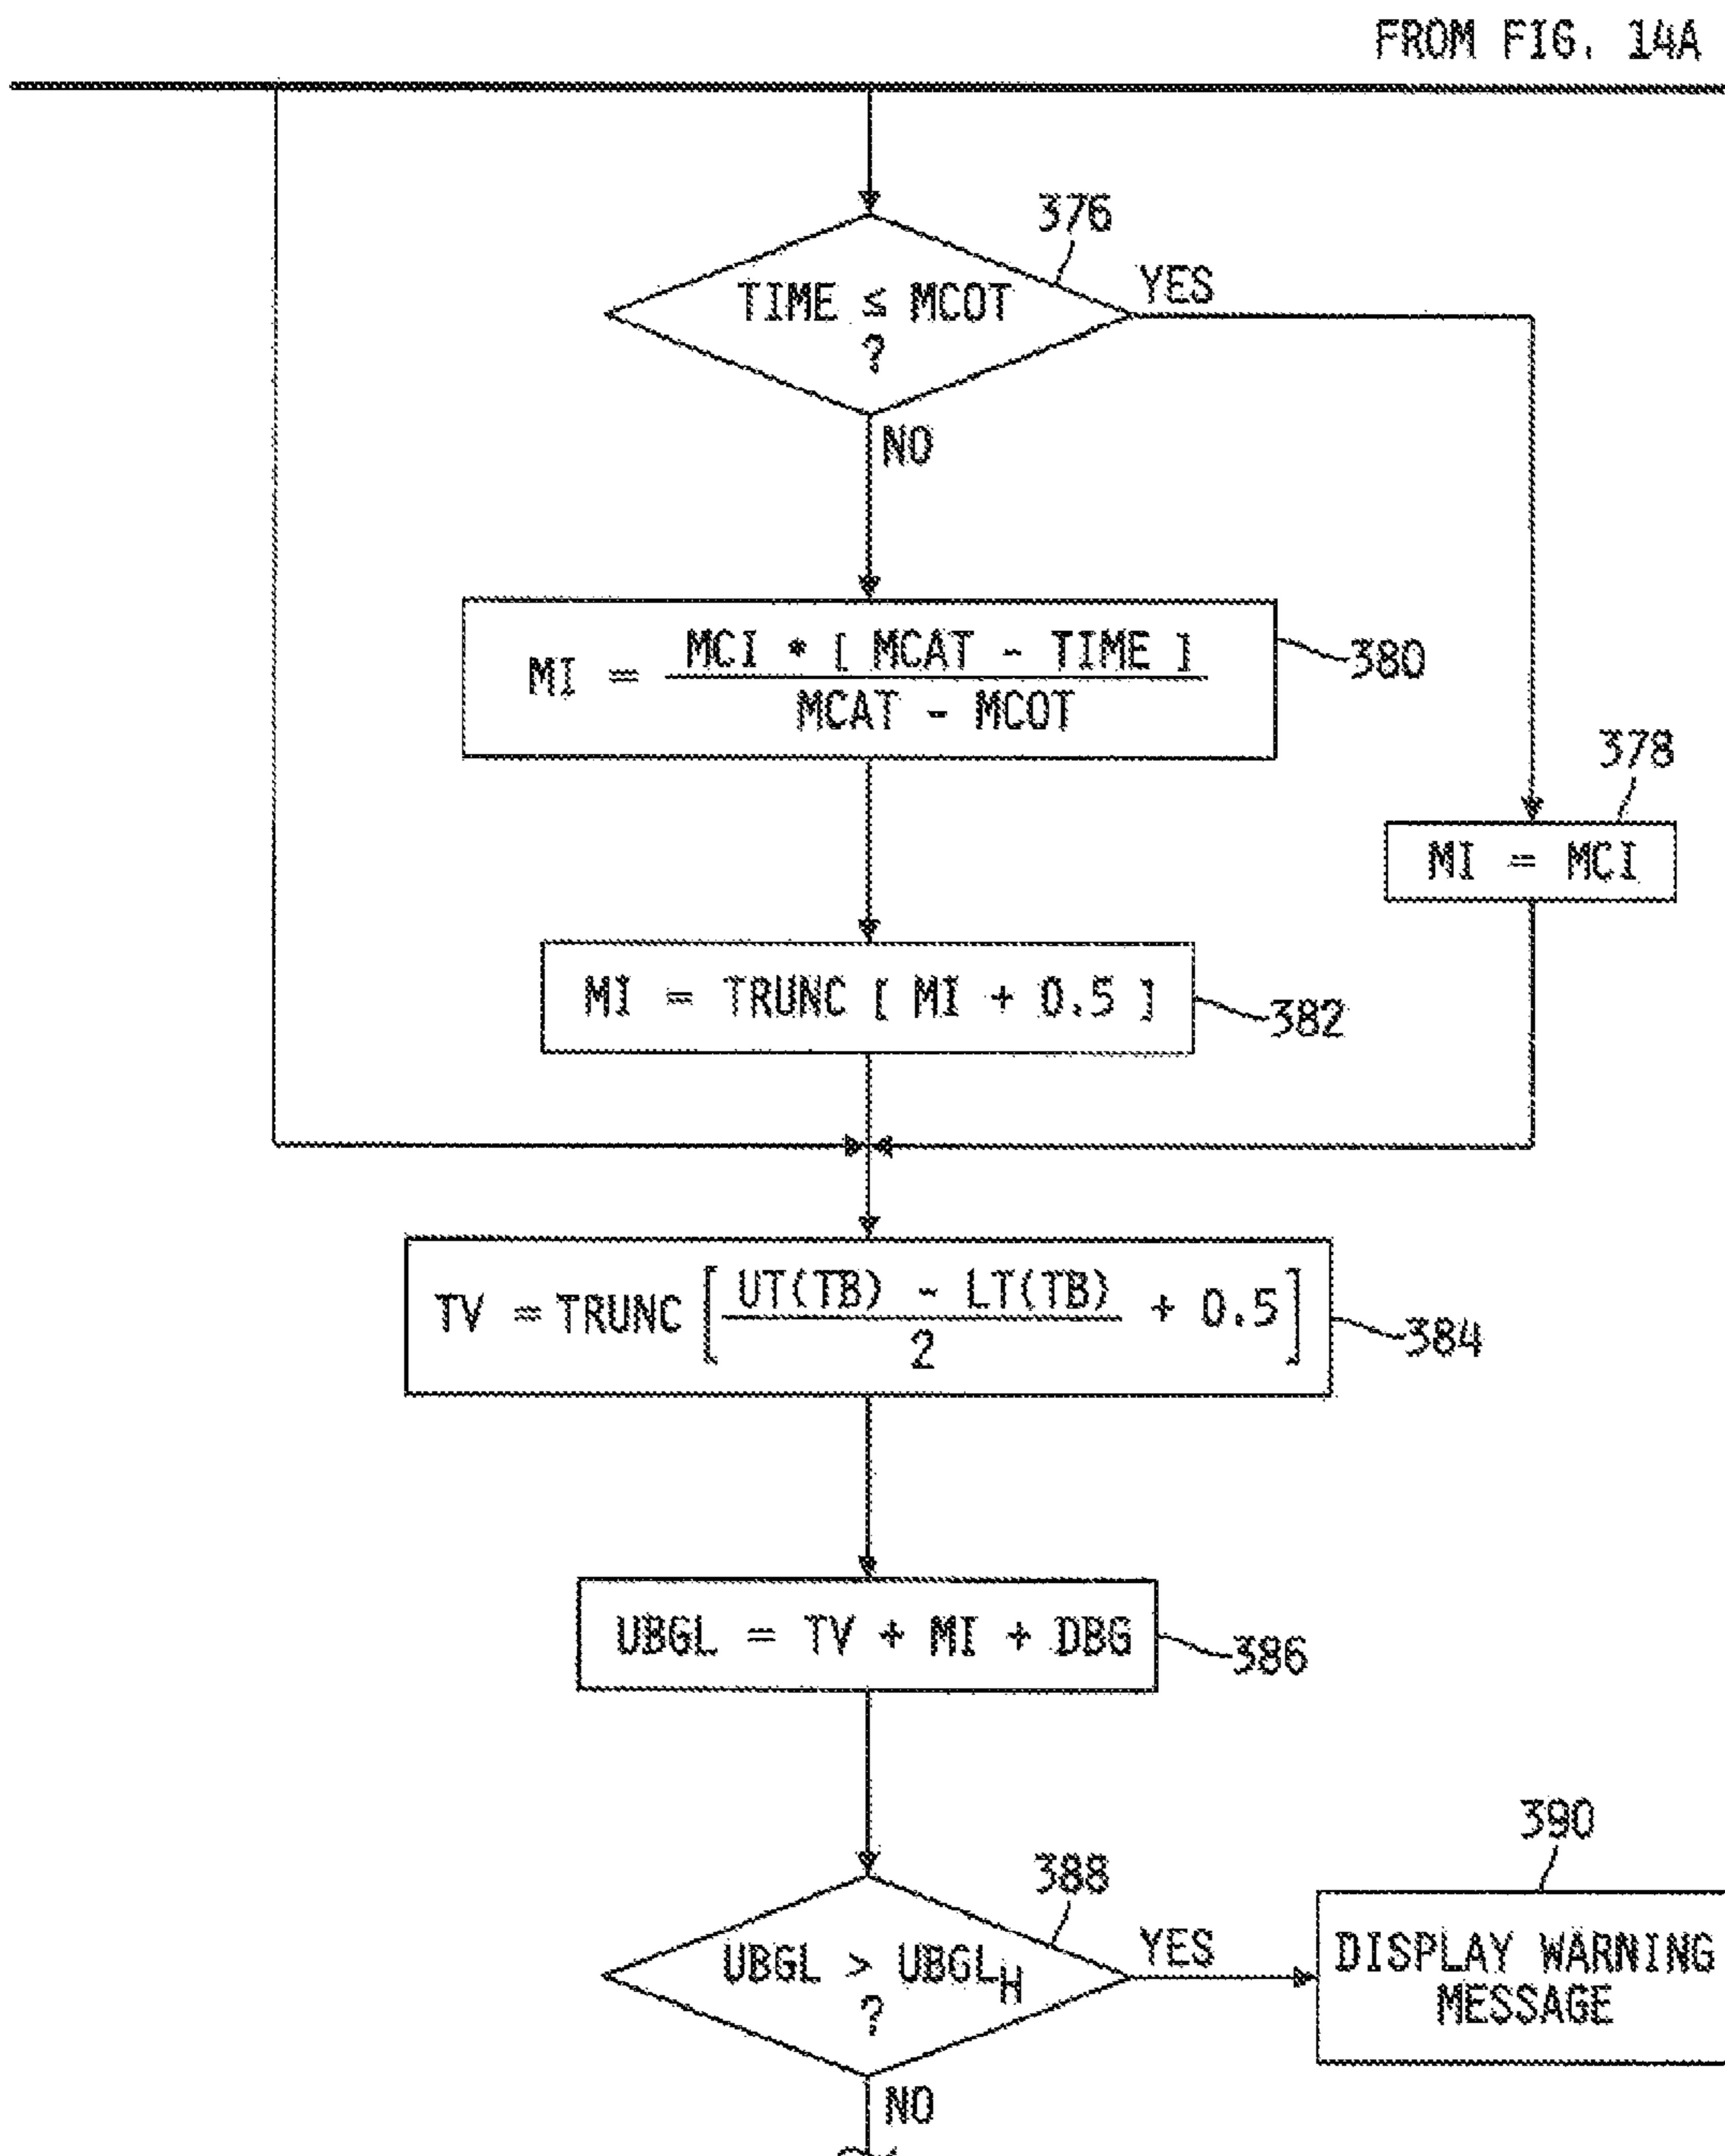 FROM FIG. 14A
376
TIME ≤ MCOT
?
YES
NO
MI = MCI * [ MCAT - TIME ]
MCAT - MCOT
380
378
MI = MCI
MI = TRUNC [ MI + 0.5 ]
382
TV = TRUNC [ UT(TB) - LT(TB) + 0.5 ]
2
384
UBGL = TV + MI + DBG
386
388
390
UBGL > UBGLH
?
YES
DISPLAY WARNING
MESSAGE
NO